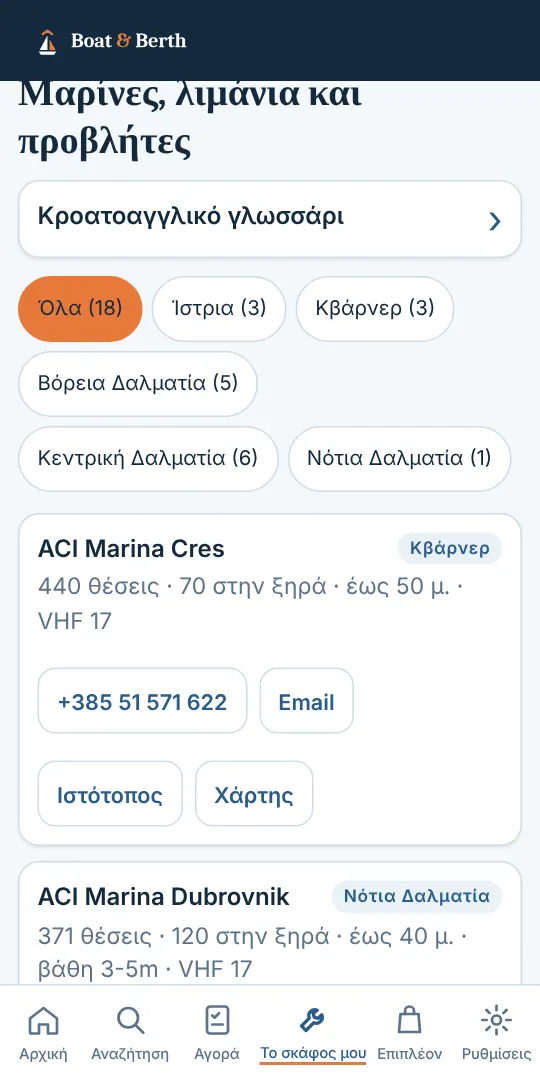 Boat & Berth
Μαρίνες, λιμάνια και
προβλήτες
Κροατοαγγλικό γλωσσάρι
Όλα (18)
Ίστρια (3)
Κβάρνερ (3)
Βόρεια Δαλματία (5)
Κεντρική Δαλματία (6)
Νότια Δαλματία (1)
ACI Marina Cres
Κβάρνερ
440 θέσεις · 70 στην ξηρά · έως 50 μ. ·
VHF 17
+385 51 571 622
Email
Ιστότοπος
Χάρτης
ACI Marina Dubrovnik
Νότια Δαλματία
371 θέσεις · 120 στην ξηρά · έως 40 μ. ·
βάθη 3-5m · VHF 17
Αρχική
Αναζήτηση
Αγορά
Το σκάφος μου
Επιπλέον
Ρυθμίσεις